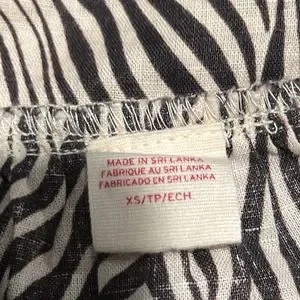 MADE IN SRI LANKA
FABRIQUE AU SRI LANKA
FABRICADO EN SRI LANKA
XS/TP/ECH